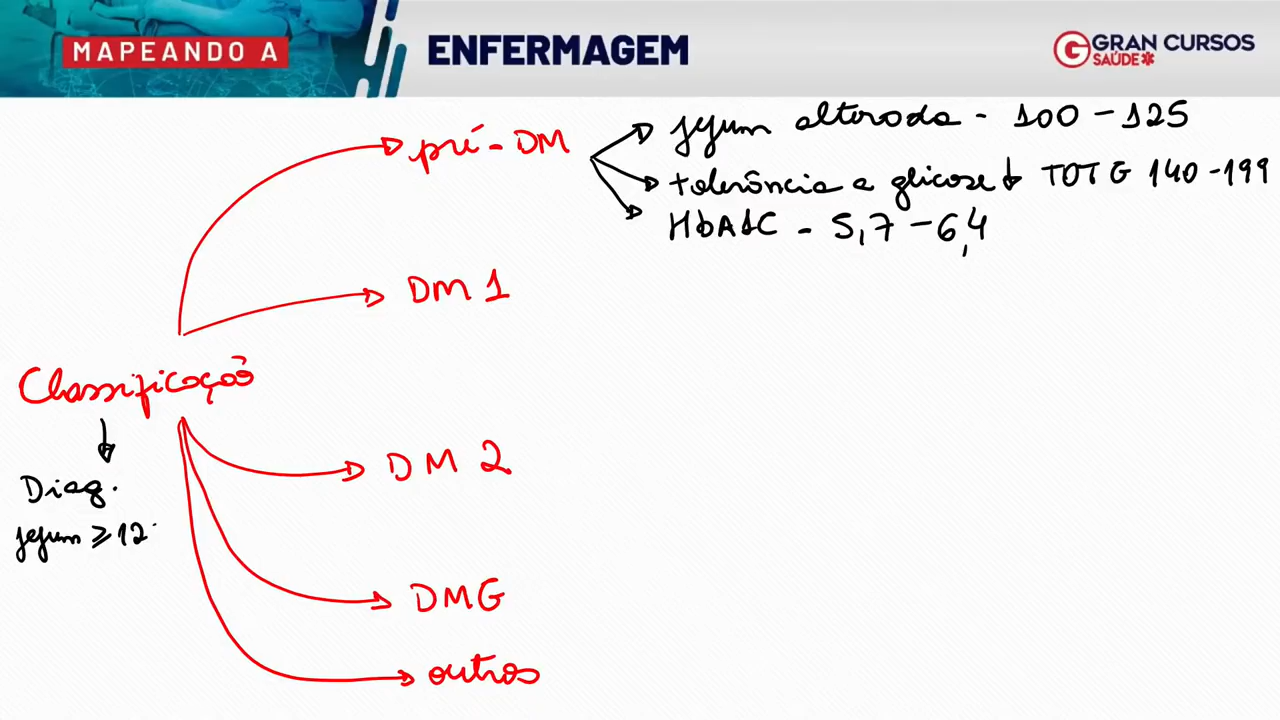 MAPEANDO A
ENFERMAGEM
GRAN CURSOS
SAÚDE
pré-DM
jejum alterada - 100 - 125
tolerância a glicose ↓ TOTG 140-199
HbA1C - 5,7 - 6,4
DM 1
Classificação
DM 2
Diag.
jejum ≥ 12
DMG
outros